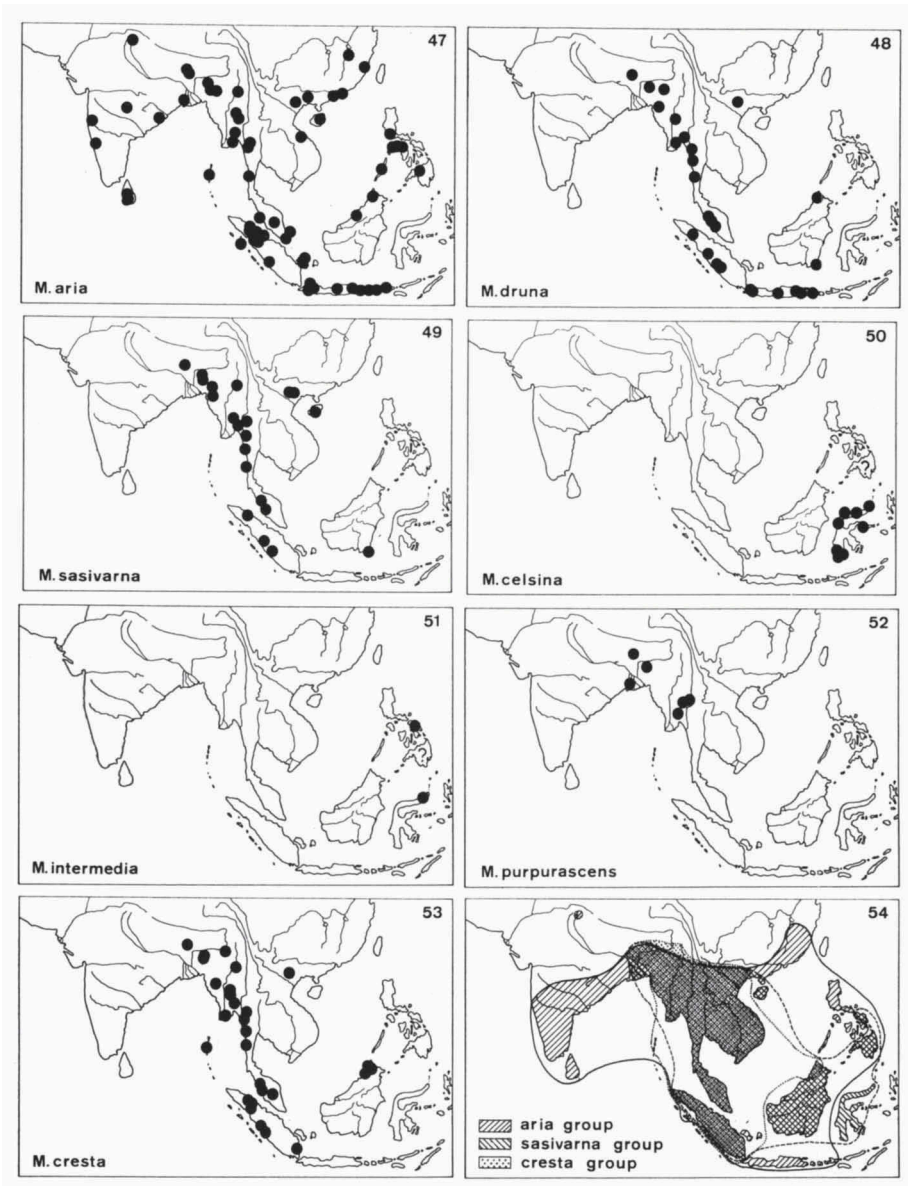 47
M. aria
48
M. druna
49
M. sasivarna
50
?
M. celsina
51
?
M. intermedia
52
M. purpurascens
53
M. cresta
54
aria group
sasivarna group
cresta group